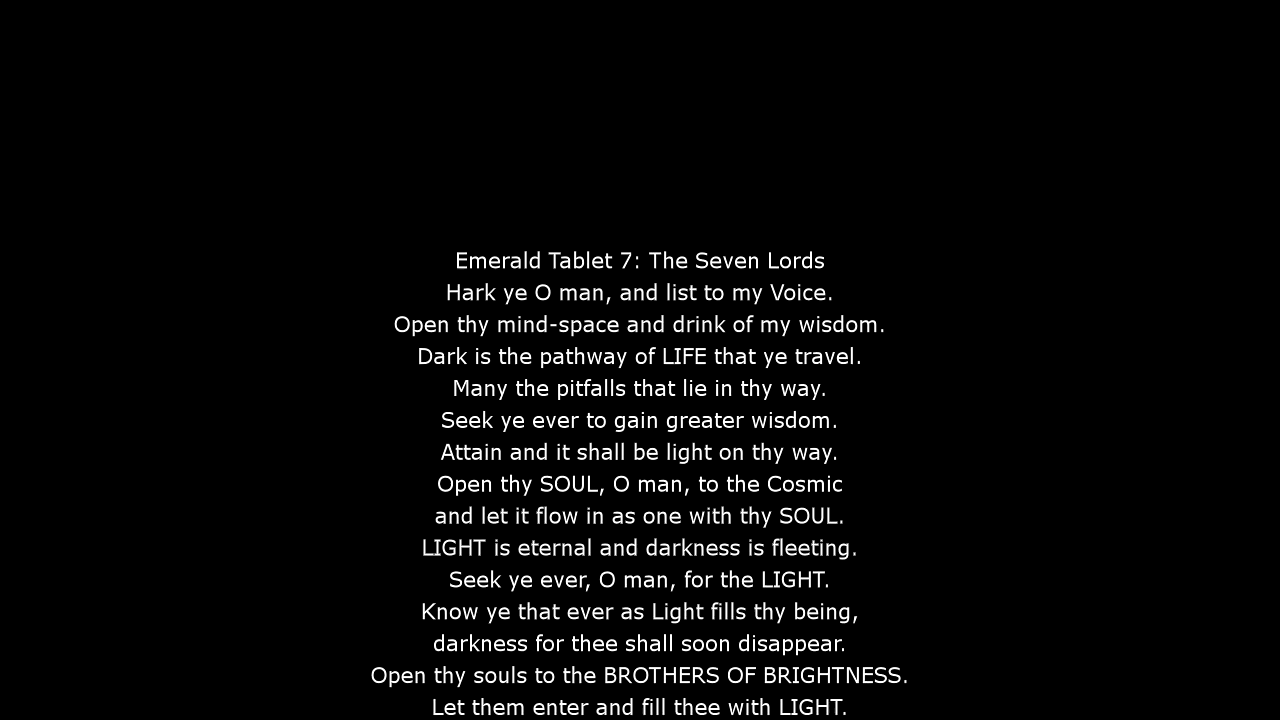 Emerald Tablet 7: The Seven Lords
Hark ye O man, and list to my Voice.
Open thy mind-space and drink of my wisdom.
Dark is the pathway of LIFE that ye travel.
Many the pitfalls that lie in thy way.
Seek ye ever to gain greater wisdom.
Attain and it shall be light on thy way.
Open thy SOUL, O man, to the Cosmic
and let it flow in as one with thy SOUL.
LIGHT is eternal and darkness is fleeting.
Seek ye ever, O man, for the LIGHT.
Know ye that ever as Light fills thy being,
darkness for thee shall soon disappear.
Open thy souls to the BROTHERS OF BRIGHTNESS.
Let them enter and fill thee with LIGHT.